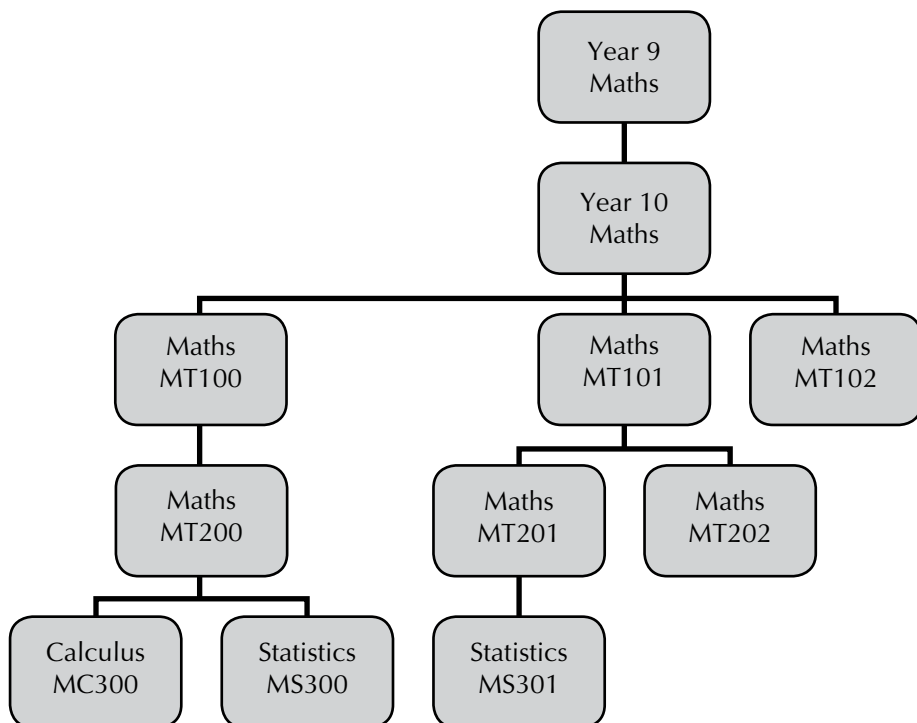 Year 9
Maths
Year 10
Maths
Maths
MT100
Maths
MT101
Maths
MT102
Maths
MT200
Maths
MT201
Maths
MT202
Calculus
MC300
Statistics
MS300
Statistics
MS301